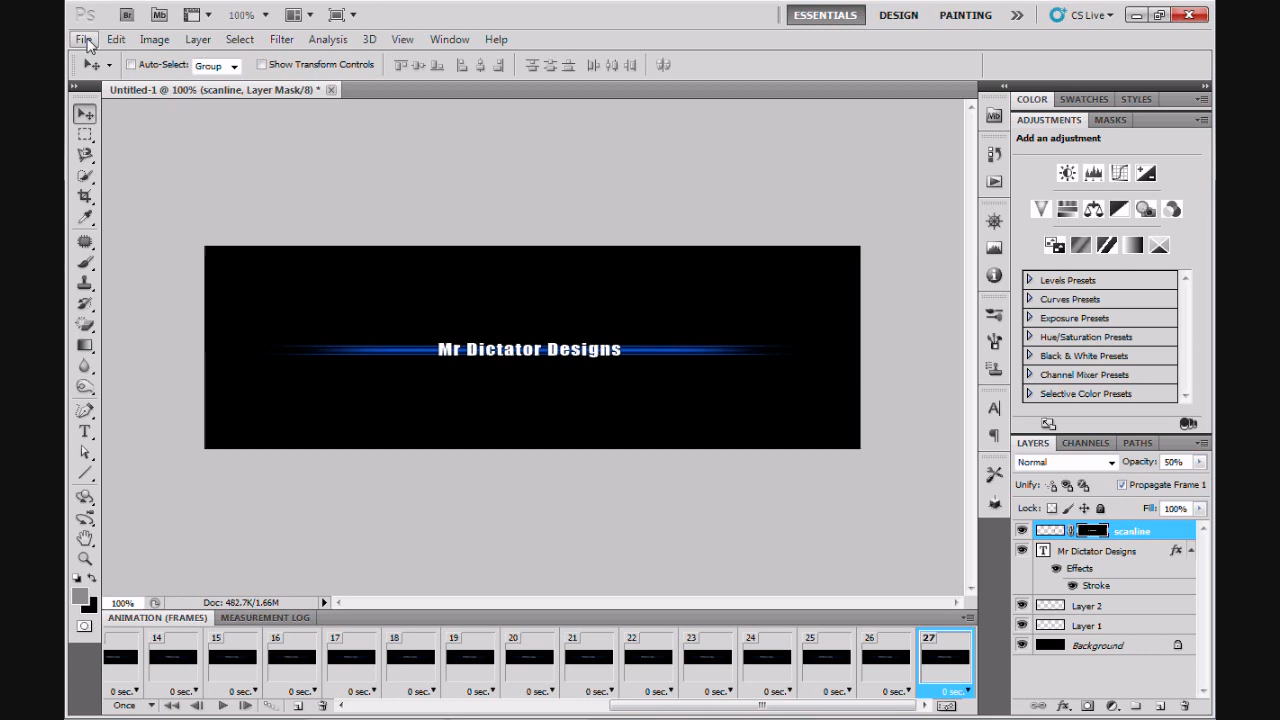 Ps Br Mb 100% ESSENTIALS DESIGN PAINTING CS Live
File Edit Image Layer Select Filter Analysis 3D View Window Help
Auto-Select: Group Show Transform Controls
Untitled-1 @ 100% (scanline, Layer Mask/8) *
COLOR SWATCHES STYLES
ADJUSTMENTS MASKS
Add an adjustment
Levels Presets
Curves Presets
Exposure Presets
Hue/Saturation Presets
Black & White Presets
Channel Mixer Presets
Selective Color Presets
Mr Dictator Designs
LAYERS CHANNELS PATHS
Normal Opacity: 50%
Unify: Propagate Frame 1
Lock: Fill: 100%
scanline
T Mr Dictator Designs fx
Effects
Stroke
Layer 2
Layer 1
Background
100% Doc: 482.7K/1.66M
ANIMATION (FRAMES) MEASUREMENT LOG
14 15 16 17 18 19 20 21 22 23 24 25 26 27
0 sec. 0 sec. 0 sec. 0 sec. 0 sec. 0 sec. 0 sec. 0 sec. 0 sec. 0 sec. 0 sec. 0 sec. 0 sec. 0 sec. 0 sec.
Once